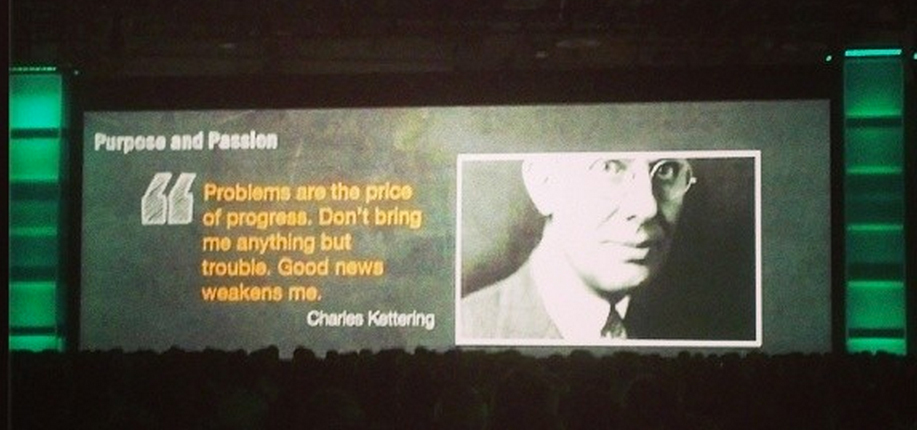 Purpose and Passion
“
Problems are the price
of progress. Don't bring
me anything but
trouble. Good news
weakens me.
Charles Kettering